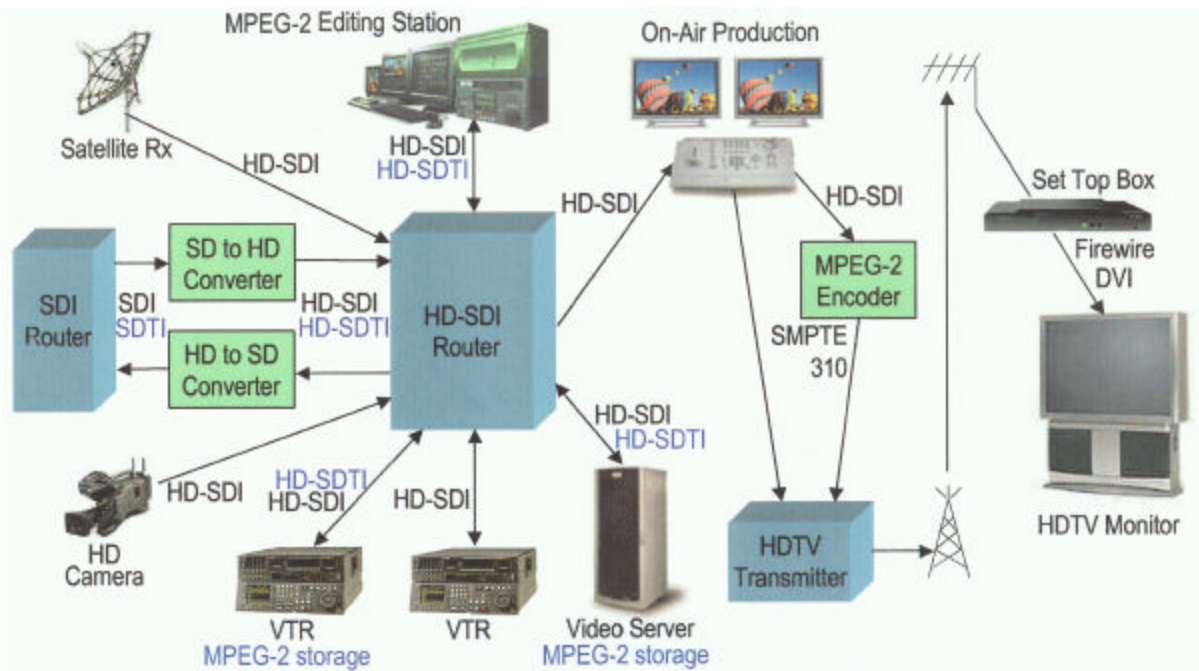 MPEG-2 Editing Station
On-Air Production
Satellite Rx
HD-SDI
HD-SDI
HD-SDTI
HD-SDI
HD-SDI
Set Top Box
Firewire
DVI
SD to HD
Converter
MPEG-2
Encoder
SDI
Router
SDI
SDTI
HD-SDI
HD-SDTI
HD-SDI
Router
HD to SD
Converter
SMPTE
310
HD-SDI
HD-SDTI
HD-SDTI
HD-SDI
HD-SDI
HD-SDI
HD
Camera
HDTV
Transmitter
HDTV Monitor
VTR
MPEG-2 storage
VTR
Video Server
MPEG-2 storage